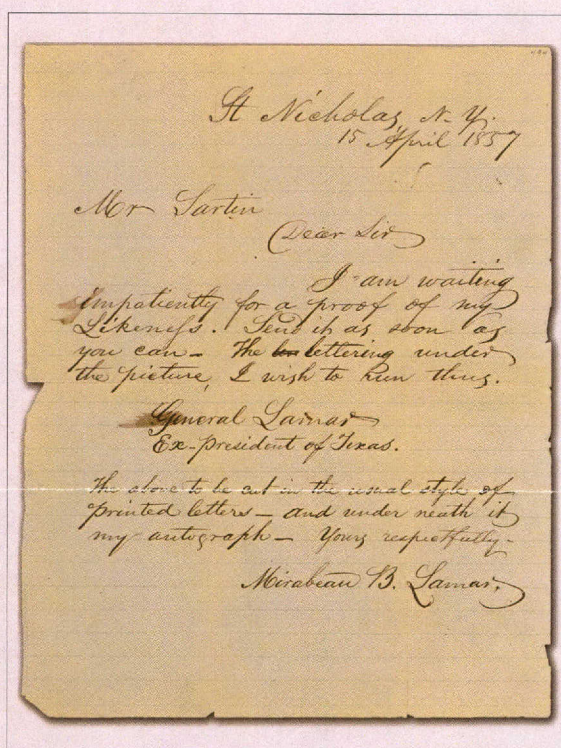 St Nicholas, N. Y.
15 April 1857
Mr Sartin
Dear Sir
I am waiting
impatiently for a proof of my
Likeness. Send it as soon as
you can – The lettering under
the picture, I wish to run thus.
General Lamar
Ex-President of Texas.
The above to be cut in the usual style of
printed letters – and under neath it
my autograph – Yours respectfully –
Mirabeau B. Lamar.